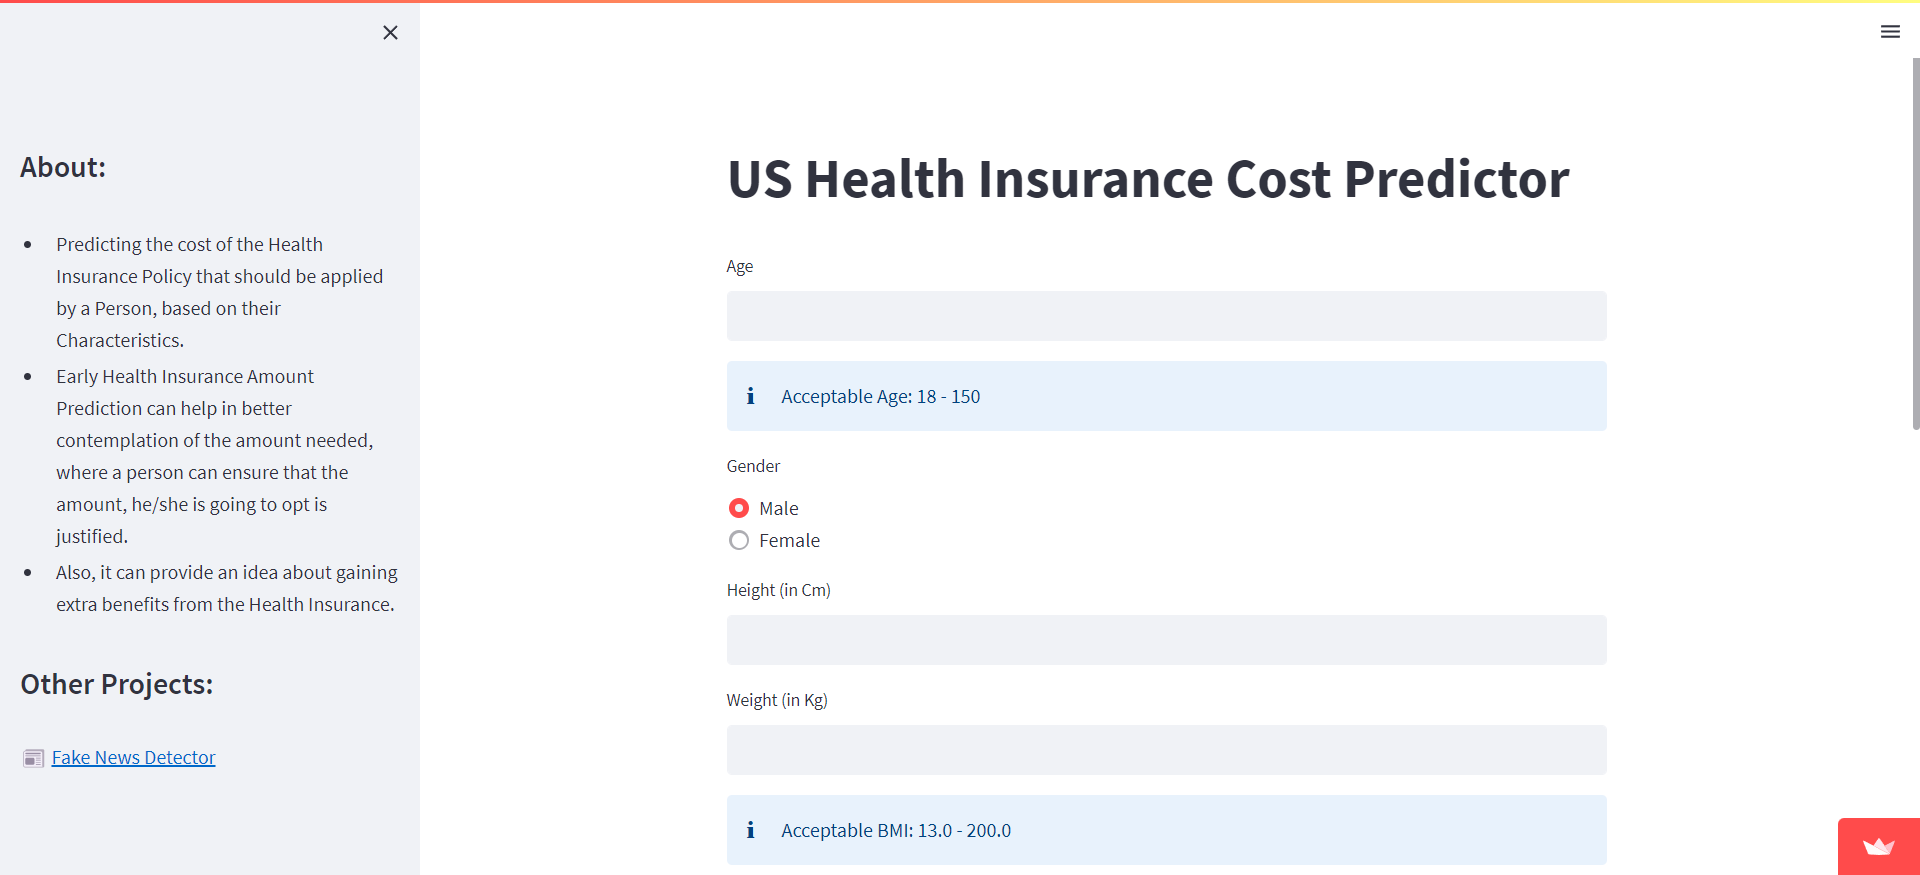 About:
• Predicting the cost of the Health
Insurance Policy that should be applied
by a Person, based on their
Characteristics.
• Early Health Insurance Amount
Prediction can help in better
contemplation of the amount needed,
where a person can ensure that the
amount, he/she is going to opt is
justified.
• Also, it can provide an idea about gaining
extra benefits from the Health Insurance.
Other Projects:
Fake News Detector
US Health Insurance Cost Predictor
Age
Acceptable Age: 18 - 150
Gender
Male
Female
Height (in Cm)
Weight (in Kg)
Acceptable BMI: 13.0 - 200.0